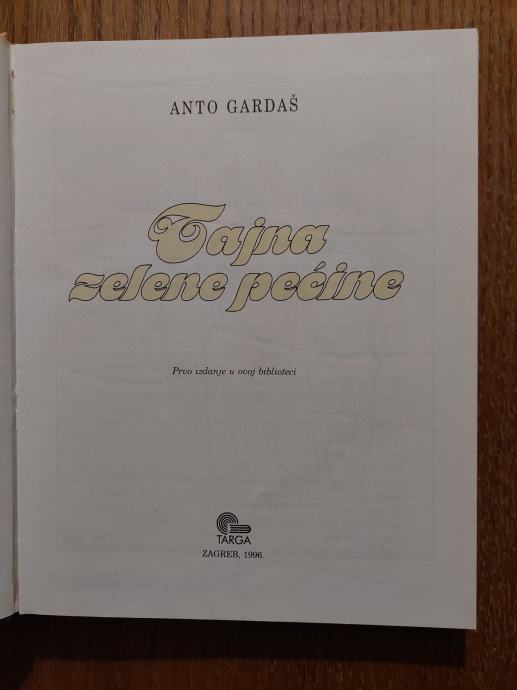 ANTO GARDAŠ
Tajna
zelene pećine
Prvo izdanje u ovoj biblioteci
TARGA
ZAGREB, 1996.